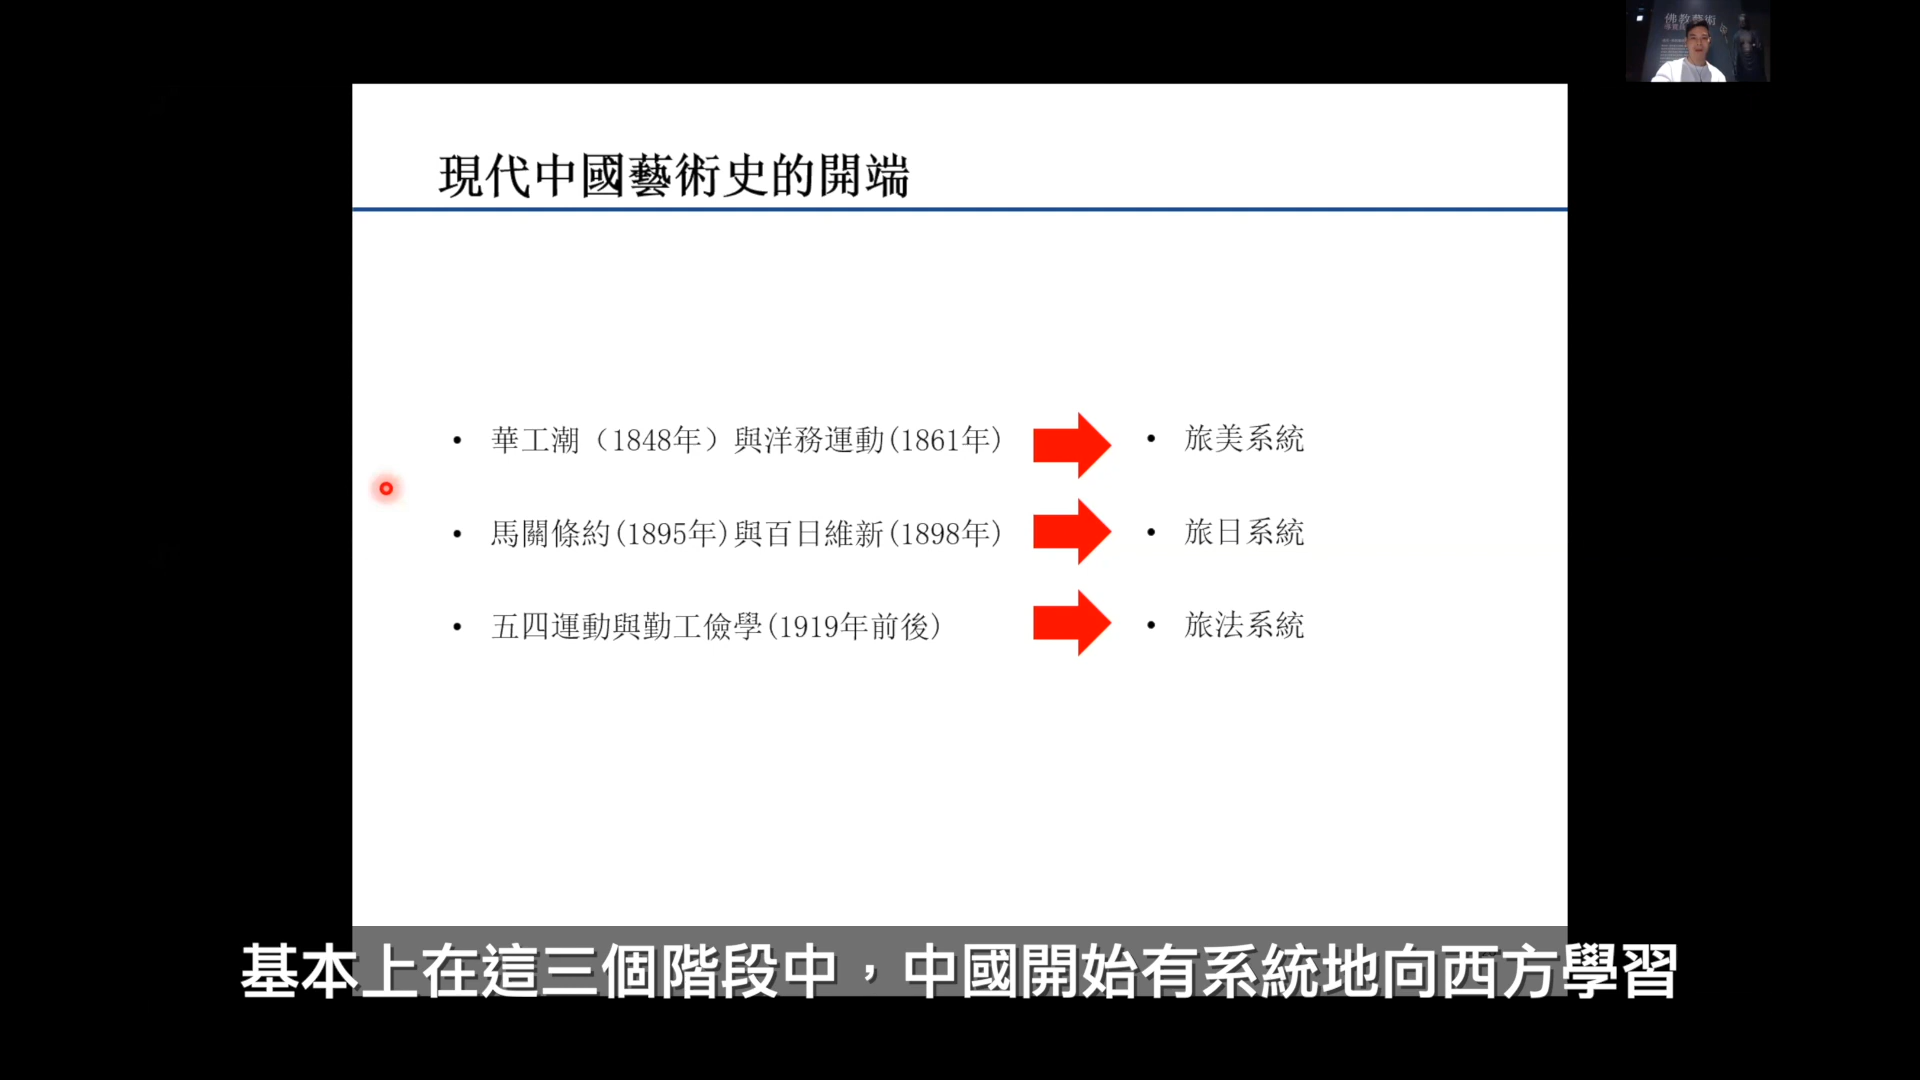 佛教藝術
現代中國藝術史的開端
• 華工潮（1848年）與洋務運動(1861年)
• 旅美系統
• 馬關條約(1895年)與百日維新(1898年)
• 旅日系統
• 五四運動與勤工儉學(1919年前後)
• 旅法系統
基本上在這三個階段中，中國開始有系統地向西方學習